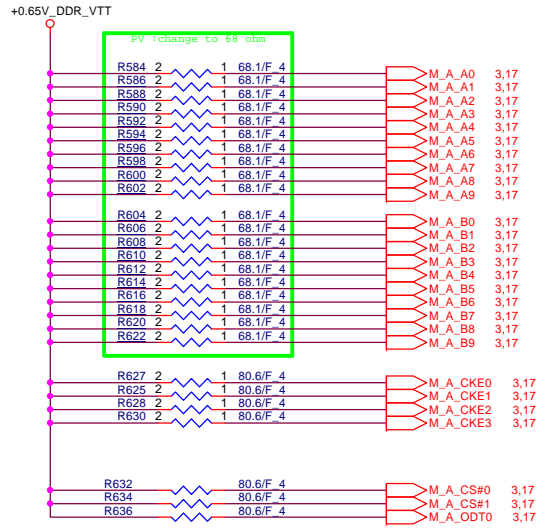 +0.65V_DDR_VTT
PV :change to 68 ohm
R584 2 1 68.1/F_4 M_A_A0 3,17
R586 2 1 68.1/F_4 M_A_A1 3,17
R588 2 1 68.1/F_4 M_A_A2 3,17
R590 2 1 68.1/F_4 M_A_A3 3,17
R592 2 1 68.1/F_4 M_A_A4 3,17
R594 2 1 68.1/F_4 M_A_A5 3,17
R596 2 1 68.1/F_4 M_A_A6 3,17
R598 2 1 68.1/F_4 M_A_A7 3,17
R600 2 1 68.1/F_4 M_A_A8 3,17
R602 2 1 68.1/F_4 M_A_A9 3,17
R604 2 1 68.1/F_4 M_A_B0 3,17
R606 2 1 68.1/F_4 M_A_B1 3,17
R608 2 1 68.1/F_4 M_A_B2 3,17
R610 2 1 68.1/F_4 M_A_B3 3,17
R612 2 1 68.1/F_4 M_A_B4 3,17
R614 2 1 68.1/F_4 M_A_B5 3,17
R616 2 1 68.1/F_4 M_A_B6 3,17
R618 2 1 68.1/F_4 M_A_B7 3,17
R620 2 1 68.1/F_4 M_A_B8 3,17
R622 2 1 68.1/F_4 M_A_B9 3,17
R627 2 1 80.6/F_4 M_A_CKE0 3,17
R625 2 1 80.6/F_4 M_A_CKE1 3,17
R628 2 1 80.6/F_4 M_A_CKE2 3,17
R630 2 1 80.6/F_4 M_A_CKE3 3,17
R632 80.6/F_4 M_A_CS#0 3,17
R634 80.6/F_4 M_A_CS#1 3,17
R636 80.6/F_4 M_A_ODT0 3,17